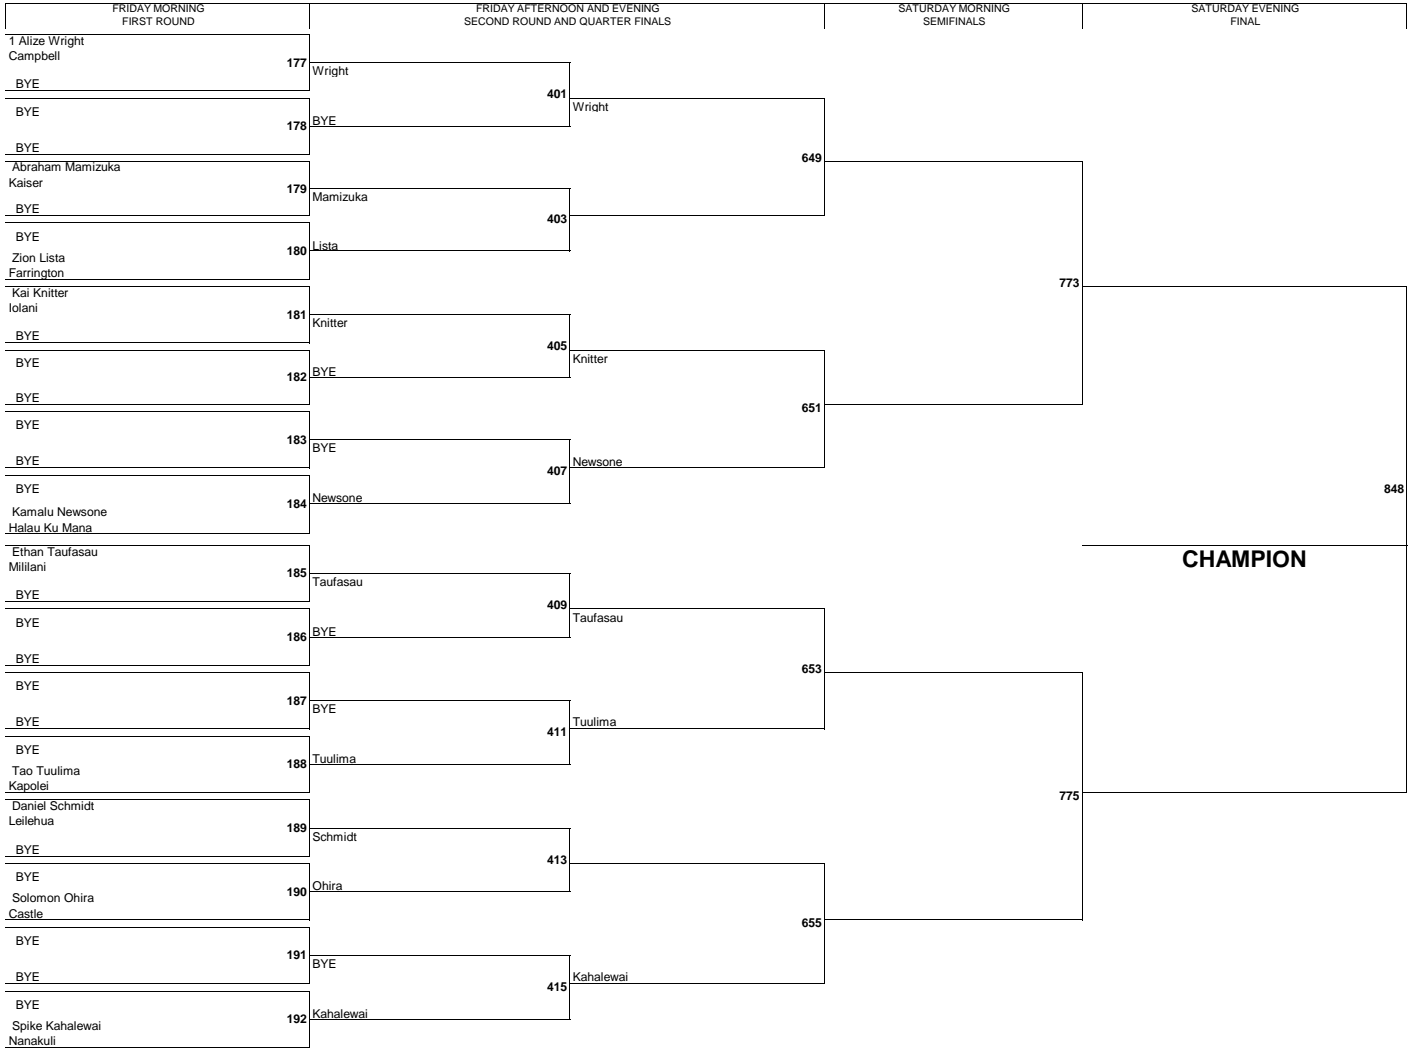 FRIDAY MORNING
FIRST ROUND
FRIDAY AFTERNOON AND EVENING
SECOND ROUND AND QUARTER FINALS
SATURDAY MORNING
SEMIFINALS
SATURDAY EVENING
FINAL
1 Alize Wright
Campbell
177
BYE
Wright
BYE
178
BYE
BYE
401
Wright
Abraham Mamizuka
Kaiser
179
BYE
Mamizuka
BYE
180
Zion Lista
Farrington
Lista
403
649
Kai Knitter
Iolani
181
BYE
Knitter
BYE
182
BYE
BYE
405
Knitter
BYE
183
BYE
BYE
BYE
184
Kamalu Newsone
Halau Ku Mana
Newsone
407
Newsone
651
773
848
CHAMPION
Ethan Taufasau
Mililani
185
BYE
Taufasau
BYE
186
BYE
BYE
409
Taufasau
BYE
187
BYE
BYE
BYE
188
Tao Tuulima
Kapolei
Tuulima
411
Tuulima
653
Daniel Schmidt
Leilehua
189
BYE
Schmidt
BYE
190
Solomon Ohira
Castle
Ohira
413
BYE
191
BYE
BYE
BYE
192
Spike Kahalewai
Nanakuli
Kahalewai
415
Kahalewai
655
775